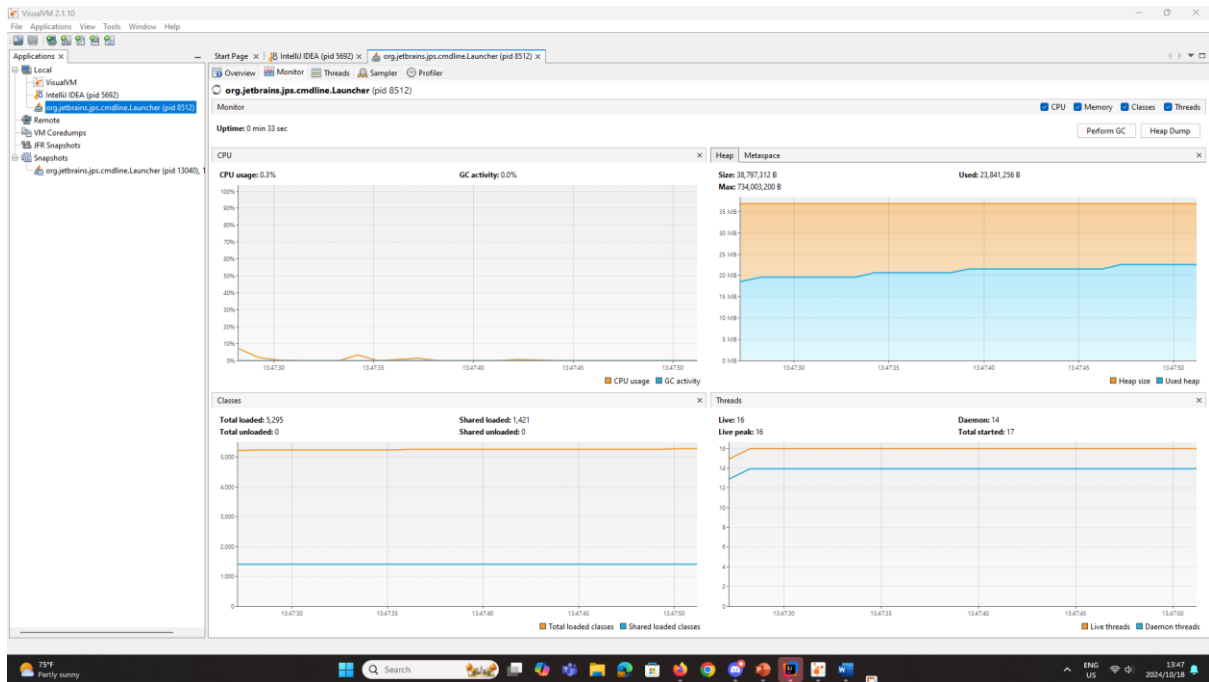 VisualVM 2.1.10
File Applications View Tools Window Help
Applications
Start Page
IntelliJ IDEA (pid 5692)
org.jetbrains.jps.cmdline.Launcher (pid 8512)
Local
VisualVM
IntelliJ IDEA (pid 5692)
org.jetbrains.jps.cmdline.Launcher (pid 8512)
Remote
VM Coredumps
JFR Snapshots
Snapshots
org.jetbrains.jps.cmdline.Launcher (pid 13040), 1
Overview Monitor Threads Sampler Profiler
org.jetbrains.jps.cmdline.Launcher (pid 8512)
Monitor
CPU Memory Classes Threads
Uptime: 0 min 33 sec
Perform GC Heap Dump
CPU
CPU usage: 0.3% GC activity: 0.0%
100%
90%
80%
70%
60%
50%
40%
30%
20%
10%
0%
13:47:30 13:47:35 13:47:40 13:47:45 13:47:50
CPU usage GC activity
Heap Metaspace
Size: 38,797,312 B Used: 23,841,256 B
Max: 734,003,200 B
35 MB
30 MB
25 MB
20 MB
15 MB
10 MB
5 MB
0 MB
13:47:30 13:47:35 13:47:40 13:47:45 13:47:50
Heap size Used heap
Classes
Total loaded: 5,295 Shared loaded: 1,421
Total unloaded: 0 Shared unloaded: 0
5,000
4,000
3,000
2,000
1,000
0
13:47:30 13:47:35 13:47:40 13:47:45 13:47:50
Total loaded classes Shared loaded classes
Threads
Live: 16 Daemon: 14
Live peak: 16 Total started: 17
16
14
12
10
8
6
4
2
0
13:47:30 13:47:35 13:47:40 13:47:45 13:47:50
Live threads Daemon threads
75°F
Partly sunny
Search
ENG
US
13:47
2024/10/18